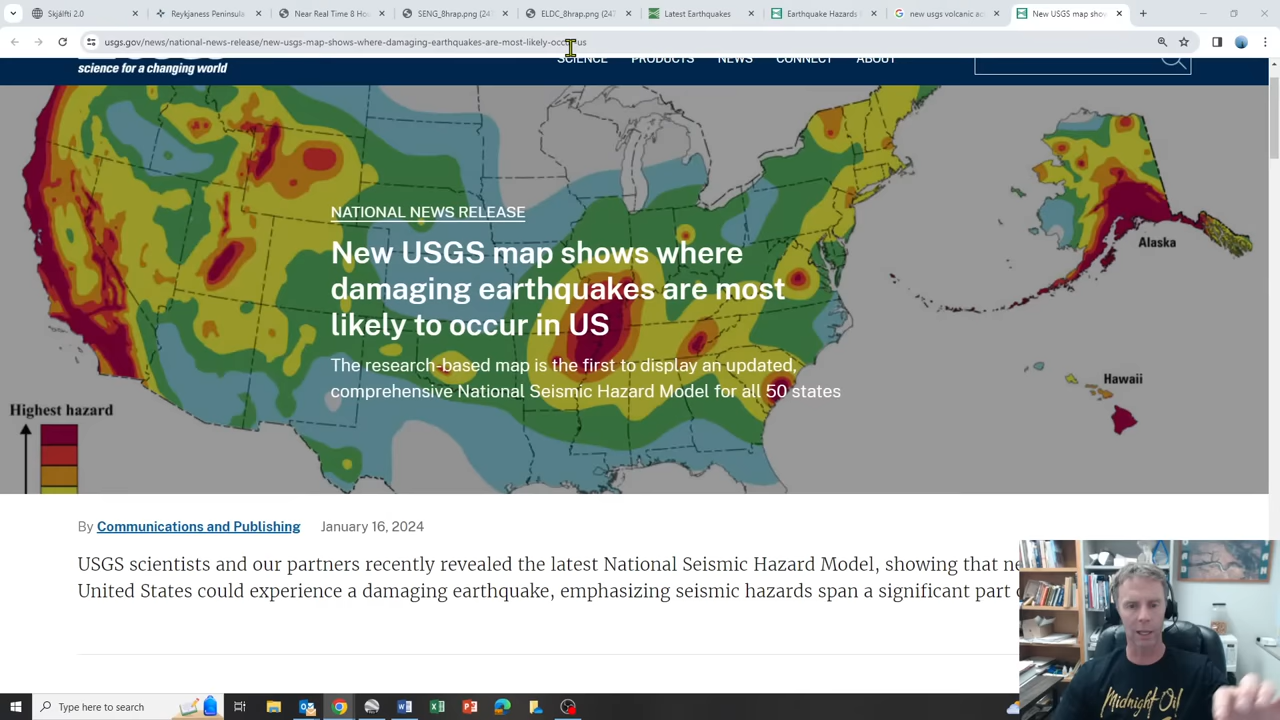 Skjálfti 2.0
Reykjaness Peninsula
Near Real Time 8 Hou
SENG_8hrap.png (24
ELDC_8hrap.png (24
Latest Earthquakes
Earthquake Hazards
new usgs volcanic ac
New USGS map sho
usgs.gov/news/national-news-release/new-usgs-map-shows-where-damaging-earthquakes-are-most-likely-occur-us
science for a changing world
SCIENCE PRODUCTS NEWS CONNECT ABOUT
NATIONAL NEWS RELEASE
New USGS map shows where
damaging earthquakes are most
likely to occur in US
The research-based map is the first to display an updated,
comprehensive National Seismic Hazard Model for all 50 states
Alaska
Hawaii
Highest hazard
By Communications and Publishing January 16, 2024
USGS scientists and our partners recently revealed the latest National Seismic Hazard Model, showing that ne
United States could experience a damaging earthquake, emphasizing seismic hazards span a significant part
Type here to search
Midnight Oil